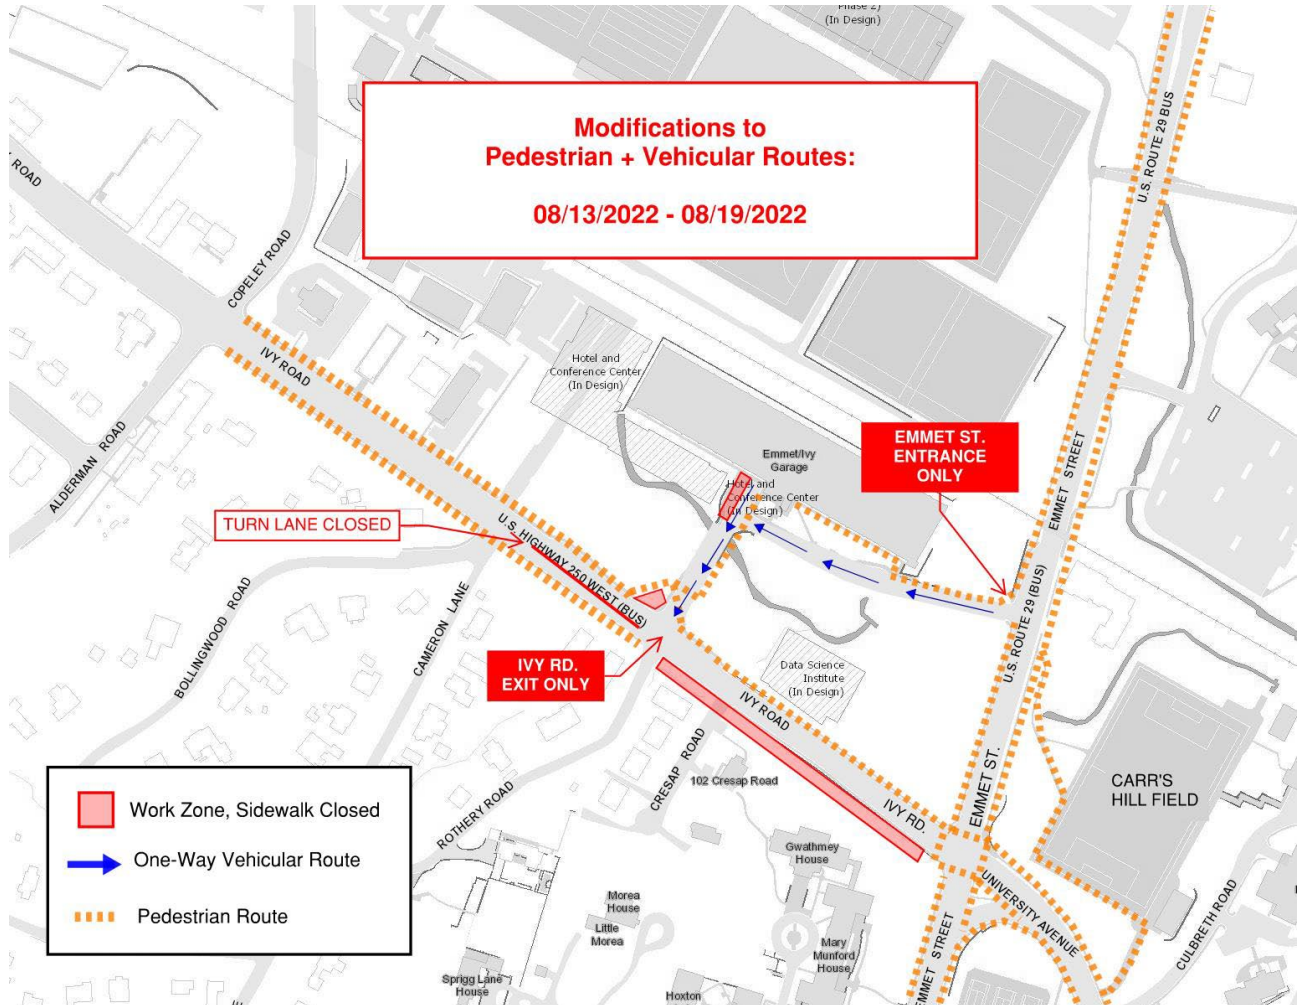 Phase 2)
(In Design)
Modifications to
Pedestrian + Vehicular Routes:
08/13/2022 - 08/19/2022
U.S. ROUTE 29 BUS
U.S. ROUTE 29 BUS
ROAD
COPELEY ROAD
IVY ROAD
Hotel and
Conference Center
(In Design)
ALDERMAN ROAD
EMMET ST.
ENTRANCE
ONLY
Emmet/Ivy
Garage
Hotel and
Conference Center
(In Design)
EMMET STREET
TURN LANE CLOSED
U.S. HIGHWAY 250 WEST (BUS)
BOLLINGWOOD ROAD
CAMERON LANE
U.S. ROUTE 29 (BUS)
IVY RD.
EXIT ONLY
Data Science
Institute
(In Design)
IVY ROAD
CRESAP ROAD
102 Cresap Road
IVY RD.
EMMET ST.
CARR'S
HILL FIELD
ROTHERY ROAD
Gwathmey
House
UNIVERSITY AVENUE
CULBRETH ROAD
Morea
House
Little
Morea
Mary
Munford
House
EMMET STREET
Sprigg Lane
House
Hoxton
Work Zone, Sidewalk Closed
One-Way Vehicular Route
Pedestrian Route